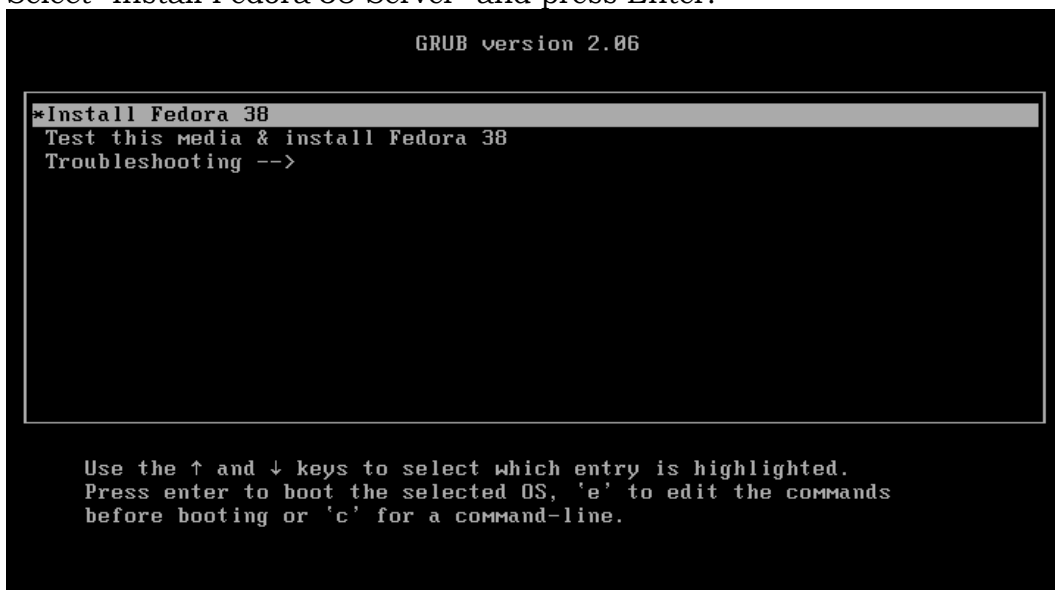 Select "Install Fedora 38 Server" and press Enter.
GRUB version 2.06
*Install Fedora 38
Test this media & install Fedora 38
Troubleshooting -->
Use the ↑ and ↓ keys to select which entry is highlighted.
Press enter to boot the selected OS, 'e' to edit the commands
before booting or 'c' for a command-line.